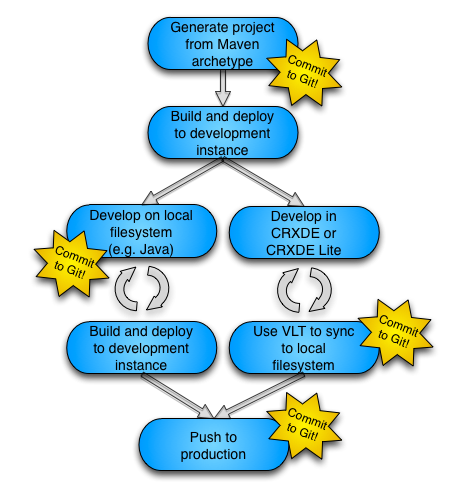 Generate project
from Maven
archetype
Commit
to Git!
Build and deploy
to development
instance
Develop on local
filesystem
(e.g. Java)
Commit
to Git!
Develop in
CRXDE or
CRXDE Lite
Build and deploy
to development
instance
Use VLT to sync
to local
filesystem
Commit
to Git!
Push to
production
Commit
to Git!